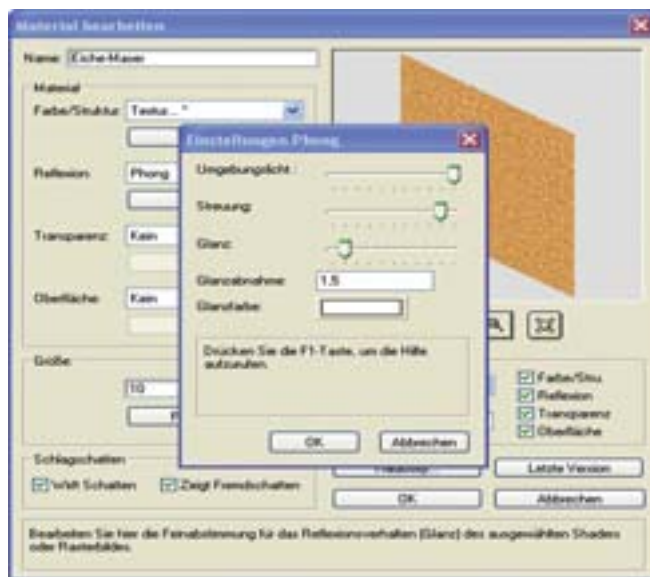 Material bearbeiten
Name: Eiche-Maser
Material
Farbe/Struktur: Textur... *
Reflexion: Phong
Transparenz: Kein
Oberfläche: Kein
Größe
10
Schlagschatten
Wirft Schatten
Zeigt Fremdschatten
Einstellungen Phong
Umgebungslicht :
Streuung:
Glanz:
Glanzabnahme: 1.5
Glanzfarbe:
Drücken Sie die F1-Taste, um die Hilfe
aufzurufen.
OK
Abbrechen
Farbe/Stru.
Reflexion
Transparenz
Oberfläche
Letzte Version
OK
Abbrechen
Bearbeiten Sie hier die Feinabstimmung für das Reflexionsverhalten (Glanz) des ausgewählten Shaders
oder Rasterbildes.